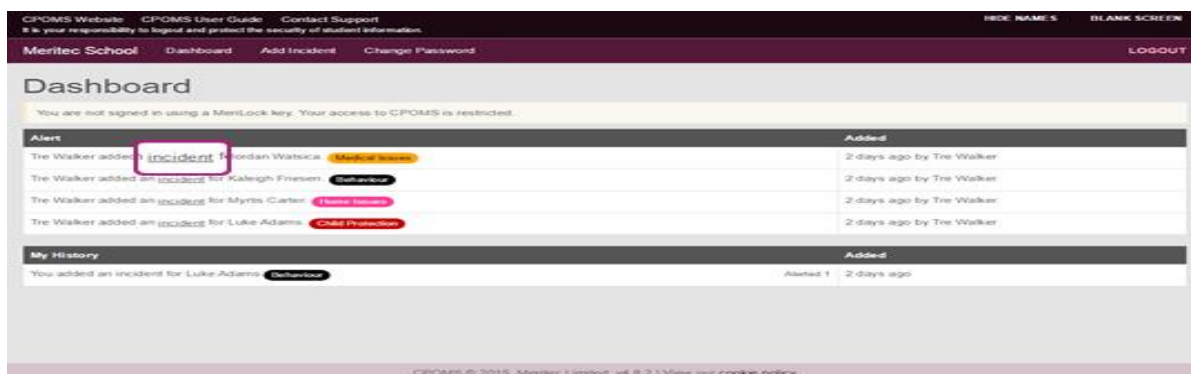 CPOMS Website CPOMS User Guide Contact Support HIDE NAMES BLANK SCREEN
It is your responsibility to logout and protect the security of student information.
Meritec School Dashboard Add Incident Change Password LOGOUT
Dashboard
You are not signed in using a MeriLock key. Your access to CPOMS is restricted.
Alert Added
Tre Walker added incident Jordan Watsica. Medical Issues 2 days ago by Tre Walker
Tre Walker added an incident for Kaleigh Friesen. Behaviour 2 days ago by Tre Walker
Tre Walker added an incident for Myrtis Carter. Home Issues 2 days ago by Tre Walker
Tre Walker added an incident for Luke Adams. Child Protection 2 days ago by Tre Walker
My History Added
You added an incident for Luke Adams Behaviour Alerted 1 2 days ago
CPOMS © 2015 Meritec Limited. v4.8.2 | View our cookie policy